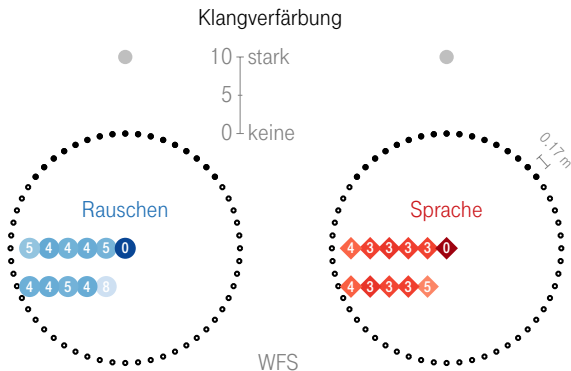 Klangverfärbung
10 stark
5
0 keine
0.17 m
Rauschen
Sprache
5 4 4 4 5 0
4 3 3 3 3 0
4 4 5 4 8
4 3 3 3 5
WFS